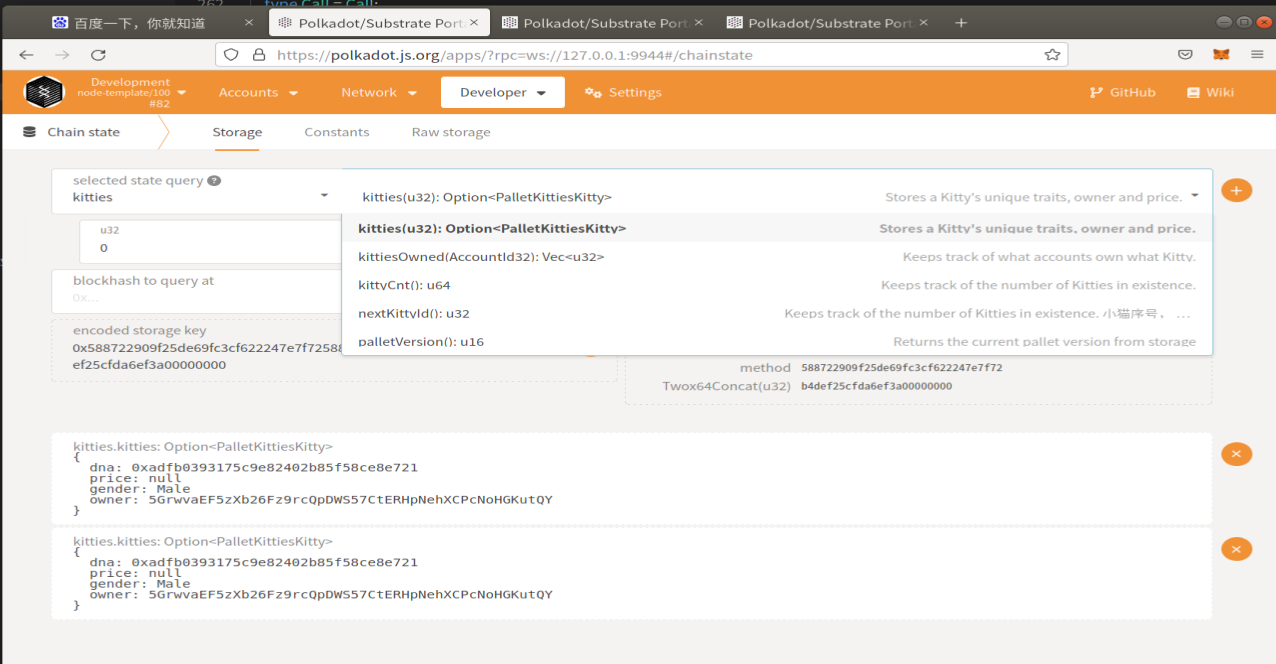 262 type Call = Call;
百度一下，你就知道 × Polkadot/Substrate Port × Polkadot/Substrate Port × Polkadot/Substrate Port × +
https://polkadot.js.org/apps/?rpc=ws://127.0.0.1:9944#/chainstate
Development
node-template/100
#82
Accounts Network Developer Settings GitHub Wiki
Chain state Storage Constants Raw storage
selected state query ?
kitties
kitties(u32): Option<PalletKittiesKitty> Stores a Kitty's unique traits, owner and price.
+
kitties(u32): Option<PalletKittiesKitty> Stores a Kitty's unique traits, owner and price.
kittiesOwned(AccountId32): Vec<u32> Keeps track of what accounts own what Kitty.
kittyCnt(): u64 Keeps track of the number of Kitties in existence.
nextKittyId(): u32 Keeps track of the number of Kitties in existence. 小猫序号， ...
palletVersion(): u16 Returns the current pallet version from storage
u32
0
blockhash to query at
0x...
encoded storage key
0x588722909f25de69fc3cf622247e7f72588
ef25cfda6ef3a00000000
method 588722909f25de69fc3cf622247e7f72
Twox64Concat(u32) b4def25cfda6ef3a00000000
kitties.kitties: Option<PalletKittiesKitty>
{
dna: 0xadfb0393175c9e82402b85f58ce8e721
price: null
gender: Male
owner: 5GrwvaEF5zXb26Fz9rcQpDWS57CtERHpNehXCPcNoHGKutQY
}
kitties.kitties: Option<PalletKittiesKitty>
{
dna: 0xadfb0393175c9e82402b85f58ce8e721
price: null
gender: Male
owner: 5GrwvaEF5zXb26Fz9rcQpDWS57CtERHpNehXCPcNoHGKutQY
}